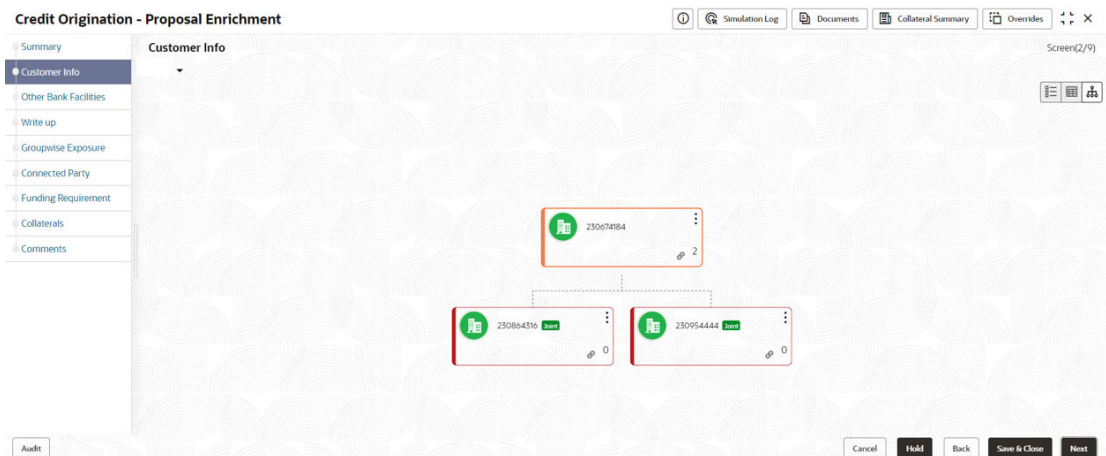 Credit Origination - Proposal Enrichment
Simulation Log
Documents
Collateral Summary
Overrides
Summary
Customer Info
Other Bank Facilities
Write up
Groupwise Exposure
Connected Party
Funding Requirement
Collaterals
Comments
Customer Info
Screen(2/9)
230674184
2
230864316 Joint
0
230954444 Joint
0
Audit
Cancel
Hold
Back
Save & Close
Next